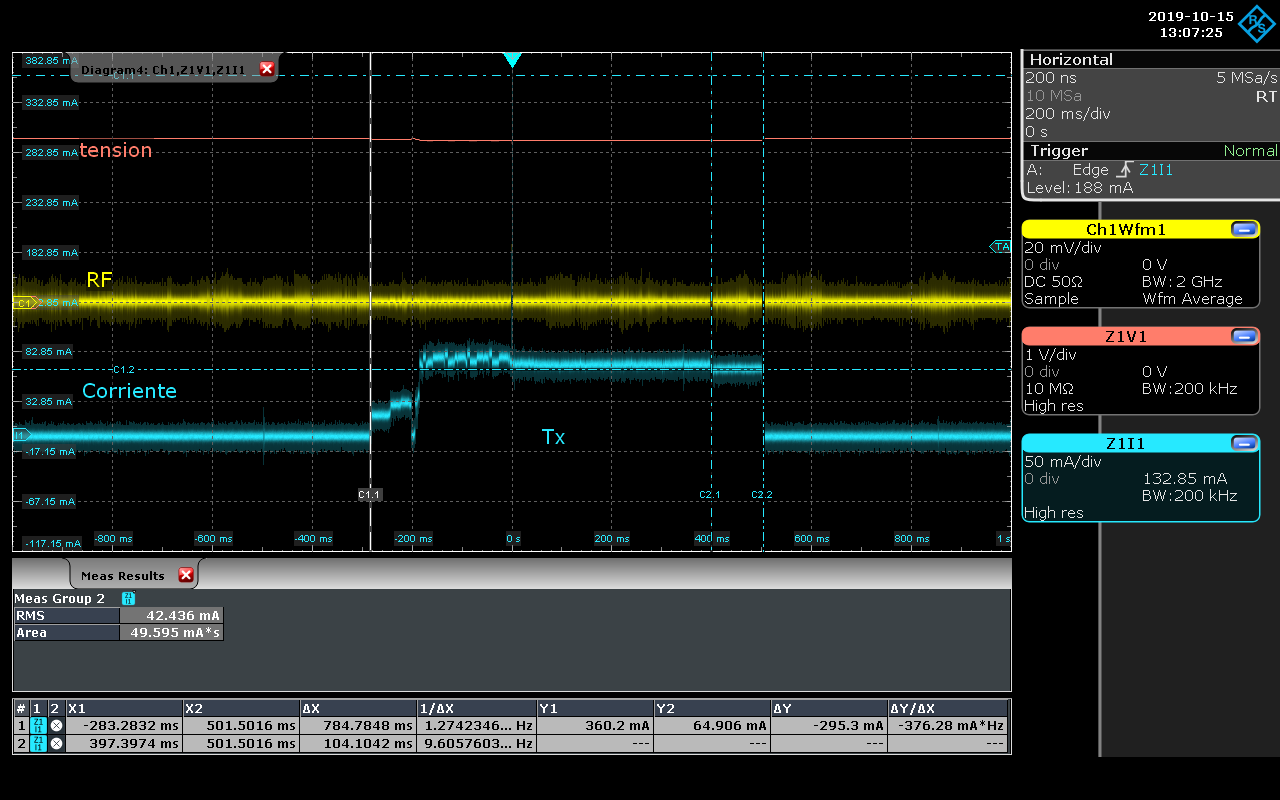 2019-10-15
13:07:25
Diagram4: Ch1,Z1V1,Z1I1
C1.1
382.85 mA
332.85 mA
282.85 mA
232.85 mA
182.85 mA
82.85 mA
32.85 mA
-17.15 mA
-67.15 mA
-117.15 mA
tension
RF
C1
C1.2
Corriente
I1
Tx
TA
C1.1
C2.1
C2.2
-800 ms
-600 ms
-400 ms
-200 ms
0 s
200 ms
400 ms
600 ms
800 ms
1 s
Horizontal
200 ns 5 MSa/s
10 MSa RT
200 ms/div
0 s
Trigger Normal
A: Edge Z1I1
Level: 188 mA
Ch1Wfm1
20 mV/div
0 div 0 V
DC 50Ω BW: 2 GHz
Sample Wfm Average
Z1V1
1 V/div
0 div 0 V
10 MΩ BW:200 kHz
High res
Z1I1
50 mA/div
0 div 132.85 mA
BW:200 kHz
High res
Meas Results
Meas Group 2 Z1 I1
RMS 42.436 mA
Area 49.595 mA*s
# 1 2 X1 X2 ΔX 1/ΔX Y1 Y2 ΔY ΔY/ΔX
1 Z1 I1 -283.2832 ms 501.5016 ms 784.7848 ms 1.2742346... Hz 360.2 mA 64.906 mA -295.3 mA -376.28 mA*Hz
2 Z1 I1 397.3974 ms 501.5016 ms 104.1042 ms 9.6057603... Hz --- --- --- ---